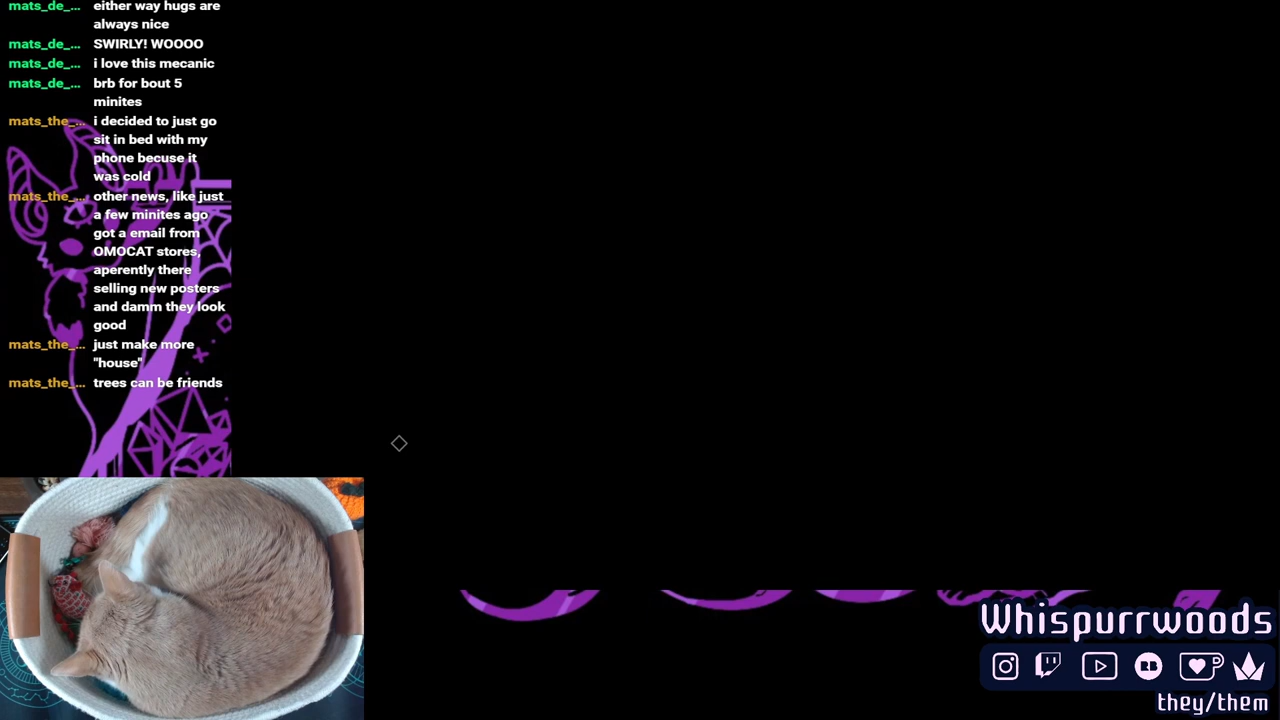 mats_de_... either way hugs are
always nice
mats_de_... SWIRLY! WOOOO
mats_de_... i love this mecanic
mats_de_... brb for bout 5
minites
mats_the_... i decided to just go
sit in bed with my
phone becuse it
was cold
mats_the_... other news, like just
a few minites ago
got a email from
OMOCAT stores,
aperently there
selling new posters
and damm they look
good
mats_the_... just make more
"house"
mats_the_... trees can be friends
Whispurrwoods
they/them